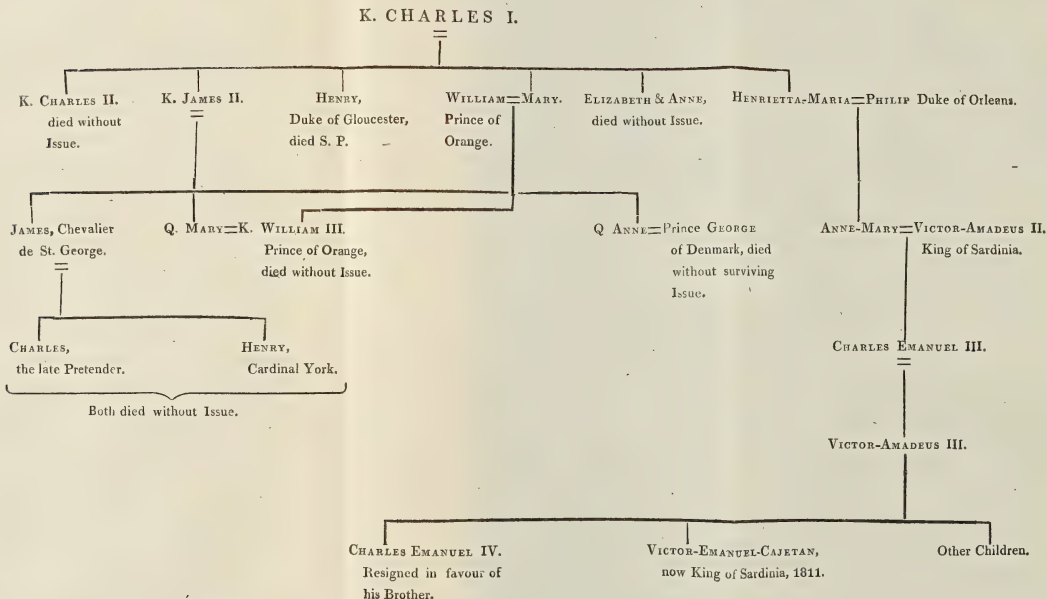 K. CHARLES I.
=
K. CHARLES II.
died without
Issue.
K. JAMES II.
=
HENRY,
Duke of Gloucester,
died S. P.
WILLIAM=MARY.
Prince of
Orange.
ELIZABETH & ANNE,
died without Issue.
HENRIETTA-MARIA=PHILIP Duke of Orleans.
JAMES, Chevalier
de St. George.
=
Q. MARY=K. WILLIAM III.
Prince of Orange,
died without Issue.
Q ANNE=Prince GEORGE
of Denmark, died
without surviving
Issue.
ANNE-MARY=VICTOR-AMADEUS II.
King of Sardinia.
CHARLES,
the late Pretender.
HENRY,
Cardinal York.
Both died without Issue.
CHARLES EMANUEL III.
=
VICTOR-AMADEUS III.
CHARLES EMANUEL IV.
Resigned in favour of
his Brother.
VICTOR-EMANUEL-CAJETAN,
now King of Sardinia, 1811.
Other Children.